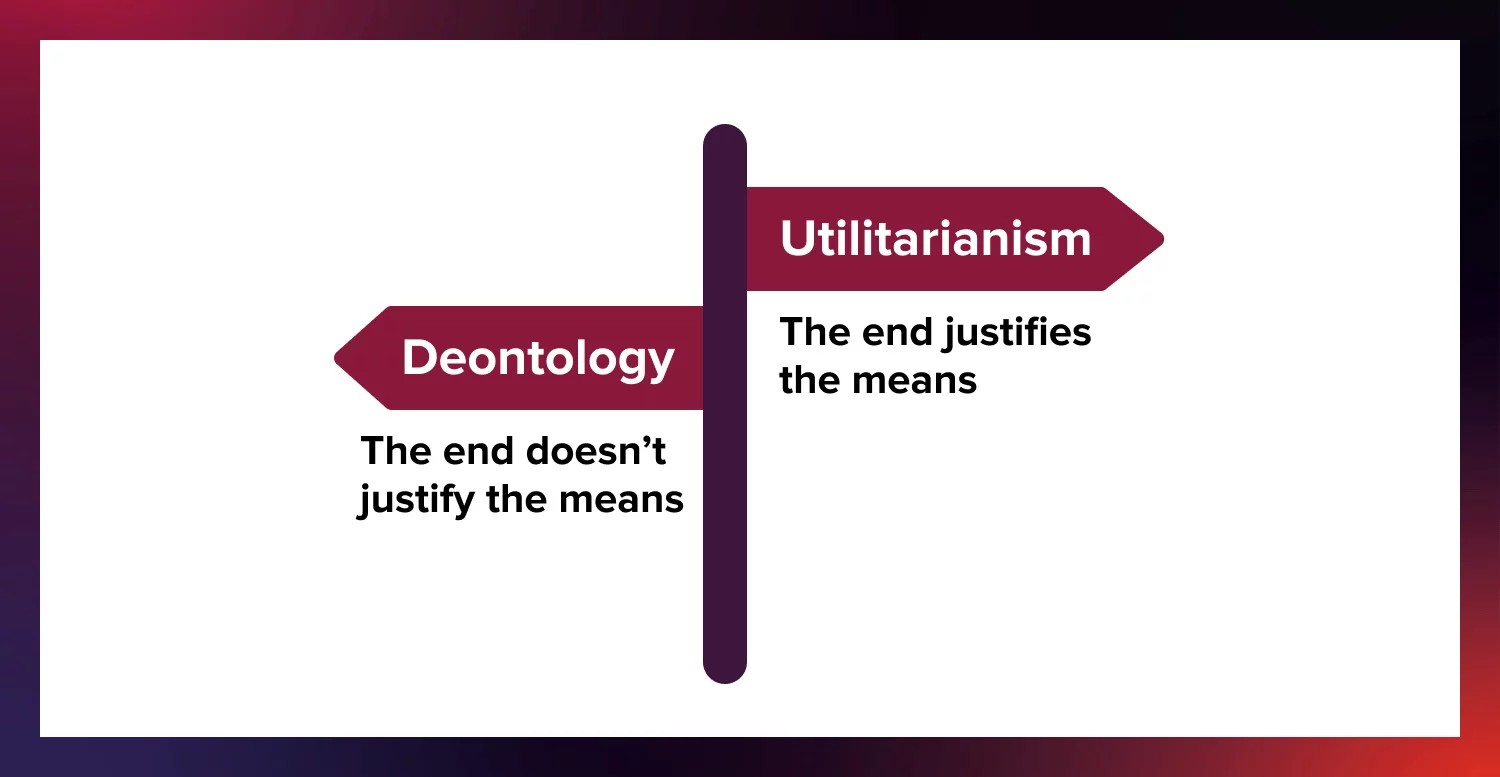 Utilitarianism
The end justifies
the means
Deontology
The end doesn’t
justify the means